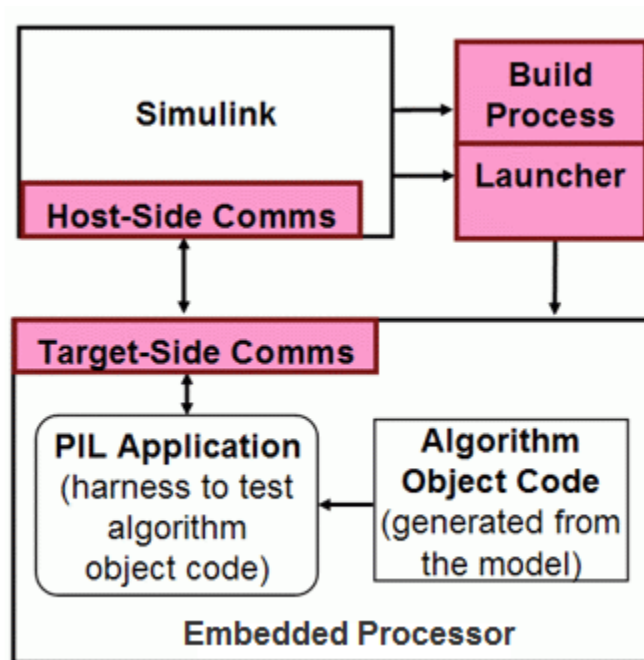 Simulink
Host-Side Comms
Build
Process
Launcher
Target-Side Comms
PIL Application
(harness to test
algorithm
object code)
Algorithm
Object Code
(generated from
the model)
Embedded Processor